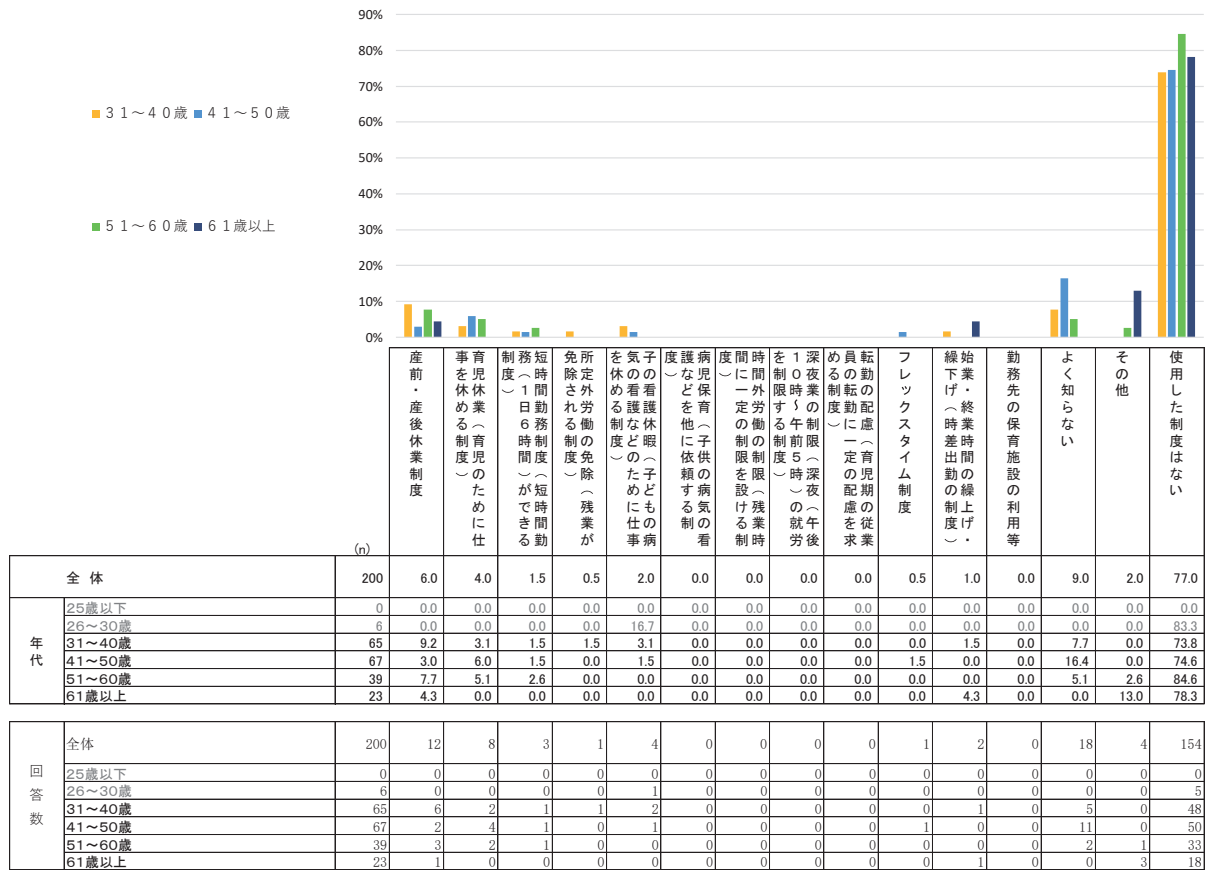 90%
80%
70%
60%
50%
40%
30%
20%
10%
0%
３１～４０歳 ４１～５０歳
５１～６０歳 ６１歳以上
産前・産後休業制度
育児休業（育児のために仕
事を休める制度）
短時間勤務制度（短時間勤
務（１日６時間）ができる
制度）
所定外労働の免除（残業が
免除される制度）
子の看護休暇（子どもの病
気の看護などのために仕事
を休める制度）
病児保育（子供の病気の看
護などを他に依頼する制
度）
時間外労働の制限（残業時
間に一定の制限を設ける制
度）
深夜業の制限（深夜（午後
１０時～午前５時）の就労
を制限する制度）
転勤の配慮（育児期の従業
員の転勤に一定の配慮を求
める制度）
フレックスタイム制度
始業・終業時間の繰上げ・
繰下げ（時差出勤の制度）
勤務先の保育施設の利用等
よく知らない
その他
使用した制度はない
(n)
全 体 200 6.0 4.0 1.5 0.5 2.0 0.0 0.0 0.0 0.0 0.5 1.0 0.0 9.0 2.0 77.0
年代
25歳以下 0 0.0 0.0 0.0 0.0 0.0 0.0 0.0 0.0 0.0 0.0 0.0 0.0 0.0 0.0 0.0
26～30歳 6 0.0 0.0 0.0 0.0 16.7 0.0 0.0 0.0 0.0 0.0 0.0 0.0 0.0 0.0 83.3
31～40歳 65 9.2 3.1 1.5 1.5 3.1 0.0 0.0 0.0 0.0 0.0 1.5 0.0 7.7 0.0 73.8
41～50歳 67 3.0 6.0 1.5 0.0 1.5 0.0 0.0 0.0 0.0 1.5 0.0 0.0 16.4 0.0 74.6
51～60歳 39 7.7 5.1 2.6 0.0 0.0 0.0 0.0 0.0 0.0 0.0 0.0 0.0 5.1 2.6 84.6
61歳以上 23 4.3 0.0 0.0 0.0 0.0 0.0 0.0 0.0 0.0 0.0 4.3 0.0 0.0 13.0 78.3
回答数
全体 200 12 8 3 1 4 0 0 0 0 1 2 0 18 4 154
25歳以下 0 0 0 0 0 0 0 0 0 0 0 0 0 0 0 0
26～30歳 6 0 0 0 0 1 0 0 0 0 0 0 0 0 0 5
31～40歳 65 6 2 1 1 2 0 0 0 0 0 1 0 5 0 48
41～50歳 67 2 4 1 0 1 0 0 0 0 1 0 0 11 0 50
51～60歳 39 3 2 1 0 0 0 0 0 0 0 0 0 2 1 33
61歳以上 23 1 0 0 0 0 0 0 0 0 0 1 0 0 3 18